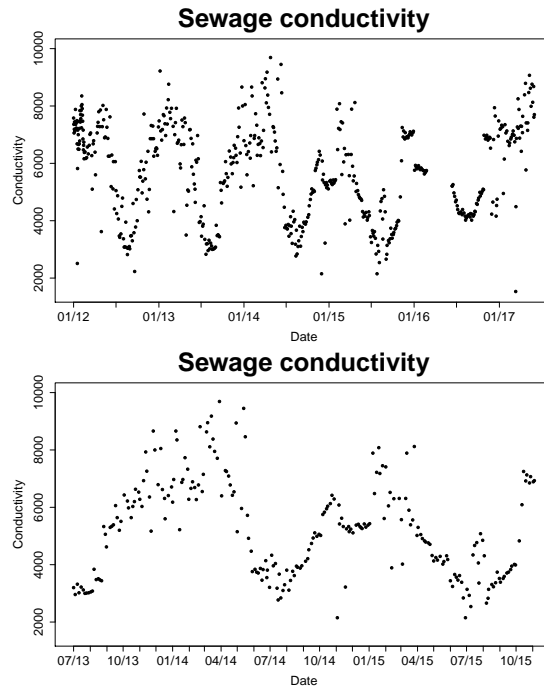 Sewage conductivity
10000
8000
6000
4000
2000
Conductivity
01/12 01/13 01/14 01/15 01/16 01/17
Date
Sewage conductivity
10000
8000
6000
4000
2000
Conductivity
07/13 10/13 01/14 04/14 07/14 10/14 01/15 04/15 07/15 10/15
Date